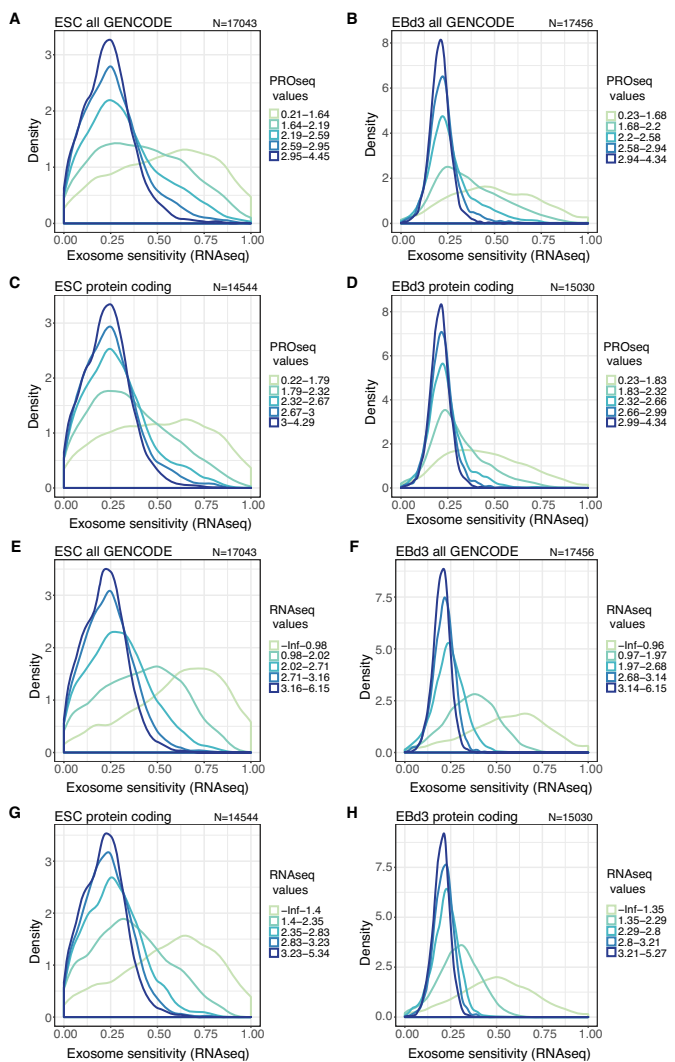 A
ESC all GENCODE
N=17043
3
2
1
0
Density
0.00 0.25 0.50 0.75 1.00
Exosome sensitivity (RNAseq)
PROseq
values
0.21−1.64
1.64−2.19
2.19−2.59
2.59−2.95
2.95−4.45
B
EBd3 all GENCODE
N=17456
8
6
4
2
0
Density
0.00 0.25 0.50 0.75 1.00
Exosome sensitivity (RNAseq)
PROseq
values
0.23−1.68
1.68−2.2
2.2−2.58
2.58−2.94
2.94−4.34
C
ESC protein coding
N=14544
3
2
1
0
Density
0.00 0.25 0.50 0.75 1.00
Exosome sensitivity (RNAseq)
PROseq
values
0.22−1.79
1.79−2.32
2.32−2.67
2.67−3
3−4.29
D
EBd3 protein coding
N=15030
8
6
4
2
0
Density
0.00 0.25 0.50 0.75 1.00
Exosome sensitivity (RNAseq)
PROseq
values
0.23−1.83
1.83−2.32
2.32−2.66
2.66−2.99
2.99−4.34
E
ESC all GENCODE
N=17043
3
2
1
0
Density
0.00 0.25 0.50 0.75 1.00
Exosome sensitivity (RNAseq)
RNAseq
values
−Inf−0.98
0.98−2.02
2.02−2.71
2.71−3.16
3.16−6.15
F
EBd3 all GENCODE
N=17456
7.5
5.0
2.5
0.0
Density
0.00 0.25 0.50 0.75 1.00
Exosome sensitivity (RNAseq)
RNAseq
values
−Inf−0.96
0.97−1.97
1.97−2.68
2.68−3.14
3.14−6.15
G
ESC protein coding
N=14544
3
2
1
0
Density
0.00 0.25 0.50 0.75 1.00
Exosome sensitivity (RNAseq)
RNAseq
values
−Inf−1.4
1.4−2.35
2.35−2.83
2.83−3.23
3.23−5.34
H
EBd3 protein coding
N=15030
7.5
5.0
2.5
0.0
Density
0.00 0.25 0.50 0.75 1.00
Exosome sensitivity (RNAseq)
RNAseq
values
−Inf−1.35
1.35−2.29
2.29−2.8
2.8−3.21
3.21−5.27